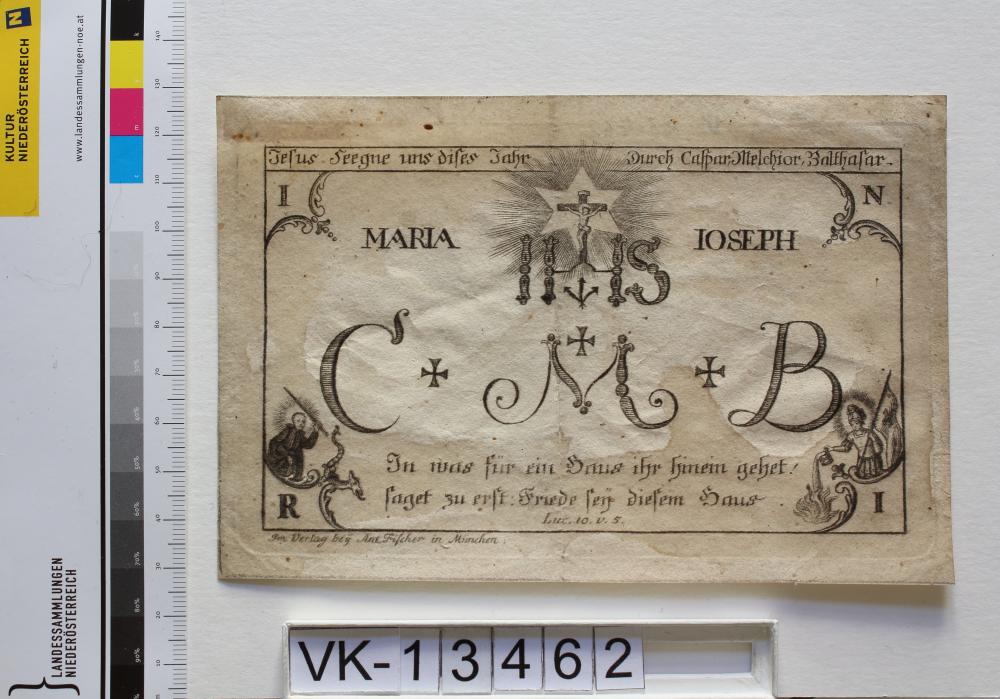 KULTUR
NIEDERÖSTERREICH
N
www.landessammlungen-noe.at
LANDESSAMMLUNGEN
NIEDERÖSTERREICH
Jesus Seegne uns dises Jahr
Durch Caspar, Melchior, Balthasar.
I N
MARIA IOSEPH
IHS
C + M + B
In was für ein Haus ihr hinein gehet!
saget zu erst: Friede seÿ diesem Haus
R I
Luc. 10. v. 5.
Im Verlag beÿ Ant. Fischer in München.
VK-13462